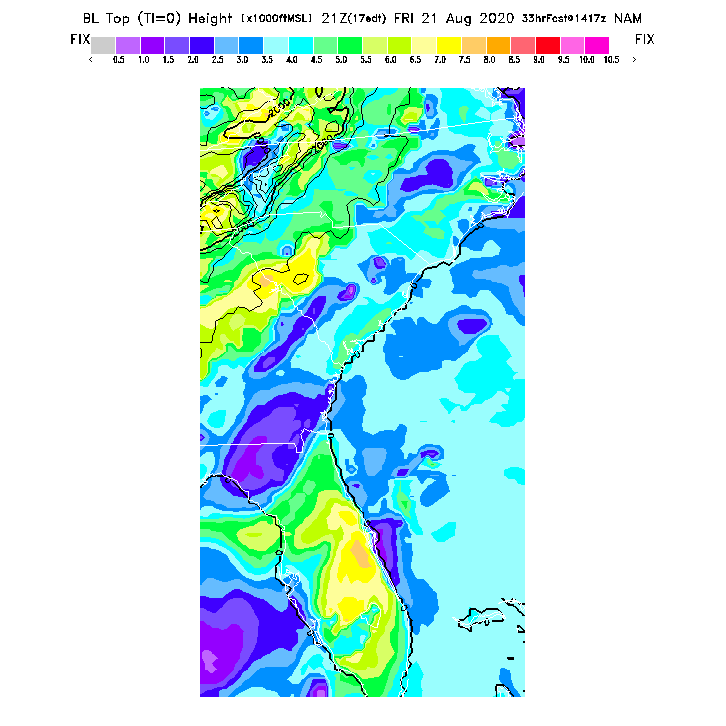 BL Top (TI=0) Height [x1000ftMSL] 21Z(17edt) FRI 21 Aug 2020 33hrFcst@1417z NAM
FIX FIX
< 0.5 1.0 1.5 2.0 2.5 3.0 3.5 4.0 4.5 5.0 5.5 6.0 6.5 7.0 7.5 8.0 8.5 9.0 9.5 10.0 10.5 >
2000
2000